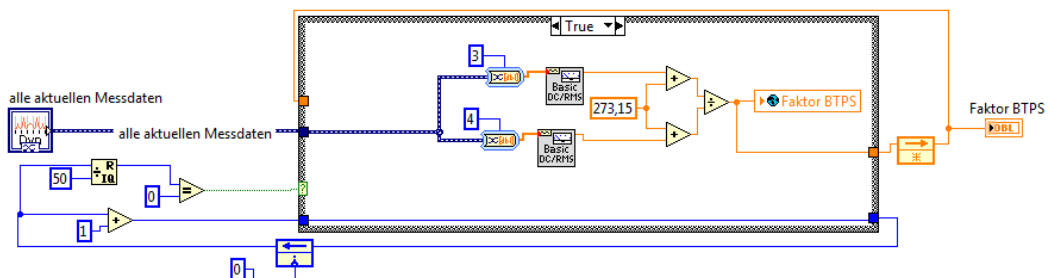 True
3
alle aktuellen Messdaten
Basic
DC/RMS
273,15
Faktor BTPS
Faktor BTPS
DBL
alle aktuellen Messdaten
4
Basic
DC/RMS
R
IQ
50
0
?
1
0